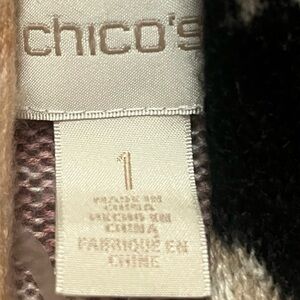 chico's
1
MADE IN
CHINA
HECHO EN
CHINA
FABRIQUÉ EN
CHINE